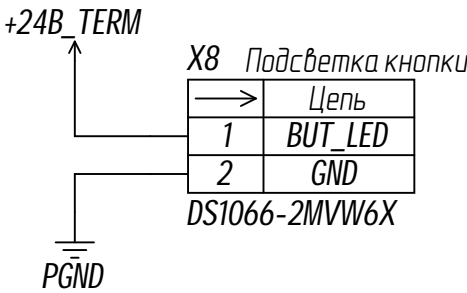 +24В_TERM
X8 Подсветка кнопки
Цепь
1 BUT_LED
2 GND
DS1066-2MVW6X
PGND